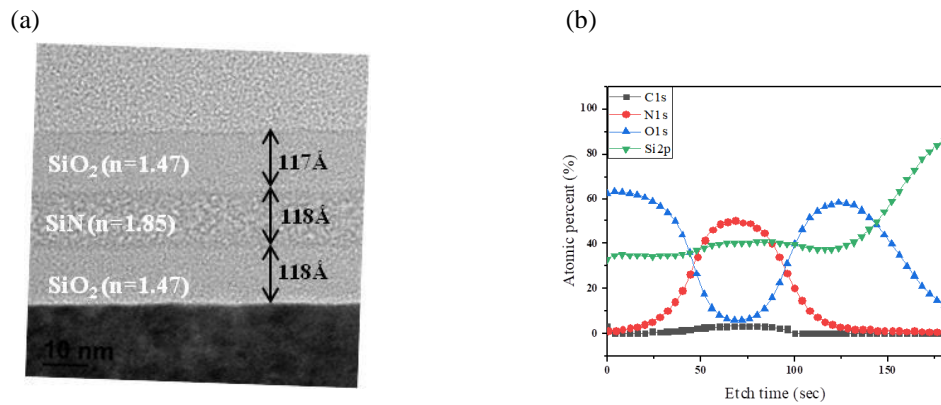 (a)
SiO2 (n=1.47)
117Å
SiN (n=1.85)
118Å
SiO2 (n=1.47)
118Å
10 nm
(b)
C1s
N1s
O1s
Si2p
Atomic percent (%)
100
80
60
40
20
0
0
50
100
150
Etch time (sec)